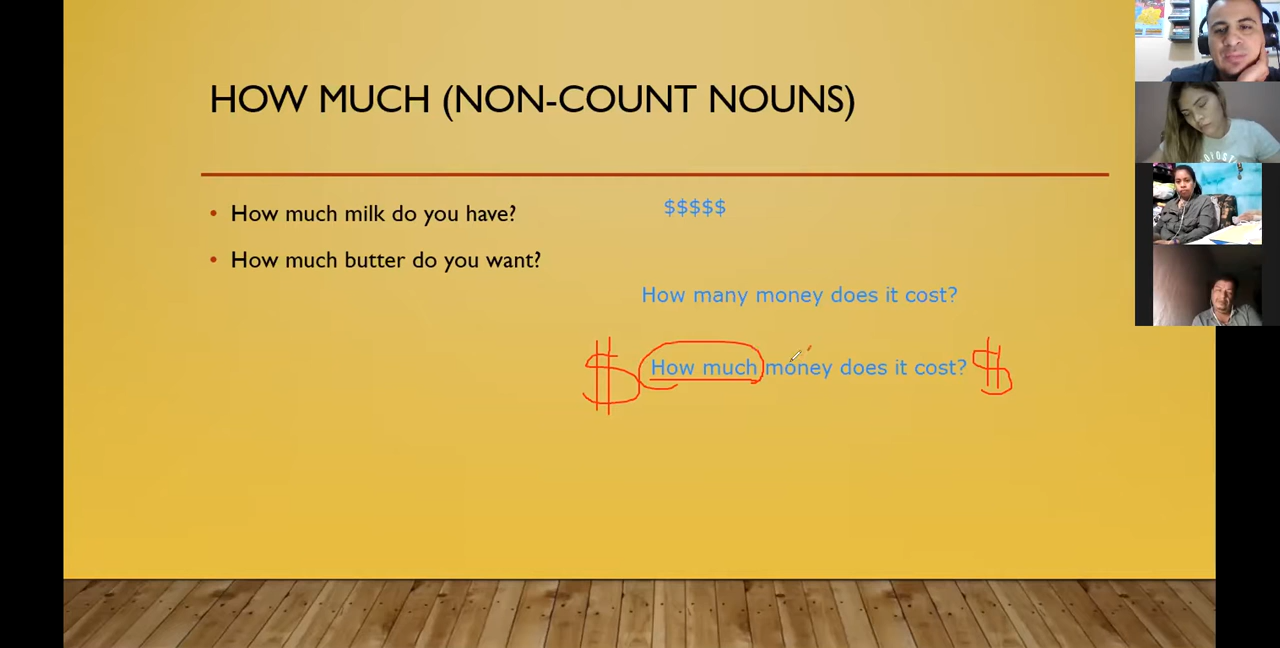 HOW MUCH (NON-COUNT NOUNS)
• How much milk do you have?
• How much butter do you want?
$$$$$
How many money does it cost?
$ How much money does it cost? $